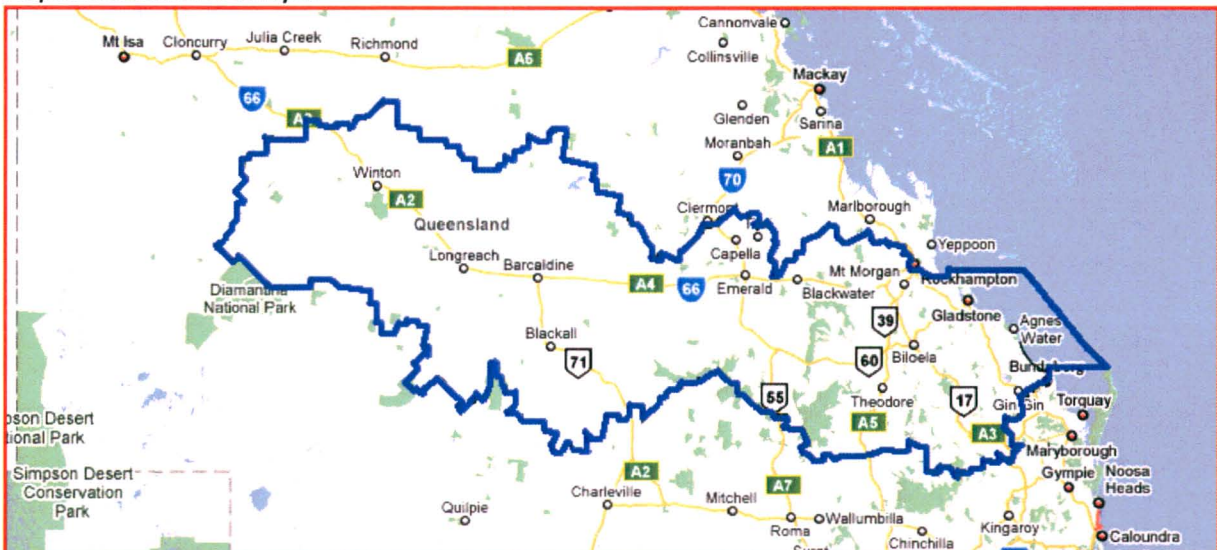 Cannonvale
Mt Isa
Cloncurry
Julia Creek
Richmond
A6
Collinsville
66
Mackay
Glenden
Sarina
Moranbah
A1
70
Winton
A2
Clermont
Marlborough
Queensland
Capella
Yeppoon
Longreach
Barcaldine
A4
66
Emerald
Blackwater
Mt Morgan
Rockhampton
Diamantina
National Park
Gladstone
39
Agnes
Water
Blackall
71
60
Biloela
Theodore
55
17
Gin Gin
Torquay
A5
A3
Maryborough
Gympie
Noosa
Heads
National Park
Simpson Desert
Conservation
Park
A2
A7
Charleville
Mitchell
Quilpie
Roma
Wallumbilla
Chinchilla
Kingaroy
Caloundra